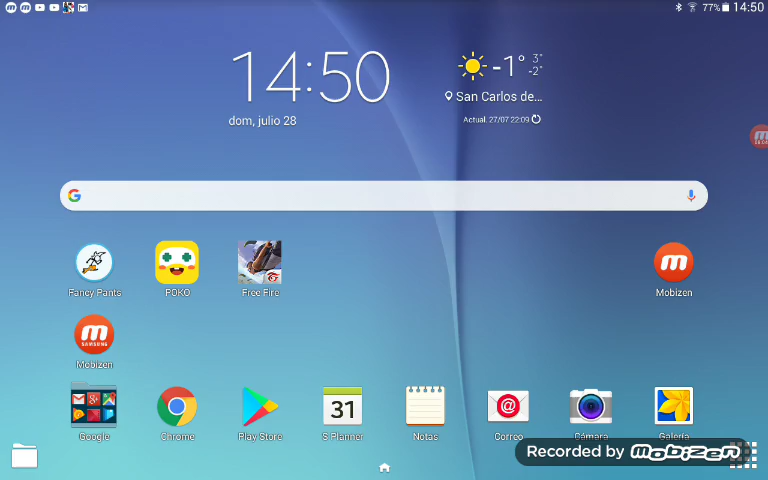 77% 14:50
14:50
dom, julio 28
-1° 3°
-2°
San Carlos de...
Actual. 27/07 22:09
G
Fancy Pants
POKO
Free Fire
m
Mobizen
m
SAMSUNG
Mobizen
31
@
Google
Chrome
Play Store
S Planner
Notas
Correo
Cámara
Galería
Recorded by mobizen